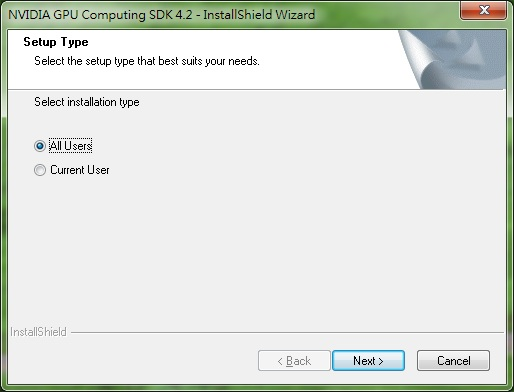 NVIDIA GPU Computing SDK 4.2 - InstallShield Wizard
Setup Type
Select the setup type that best suits your needs.
Select installation type
All Users
Current User
InstallShield
< Back
Next >
Cancel